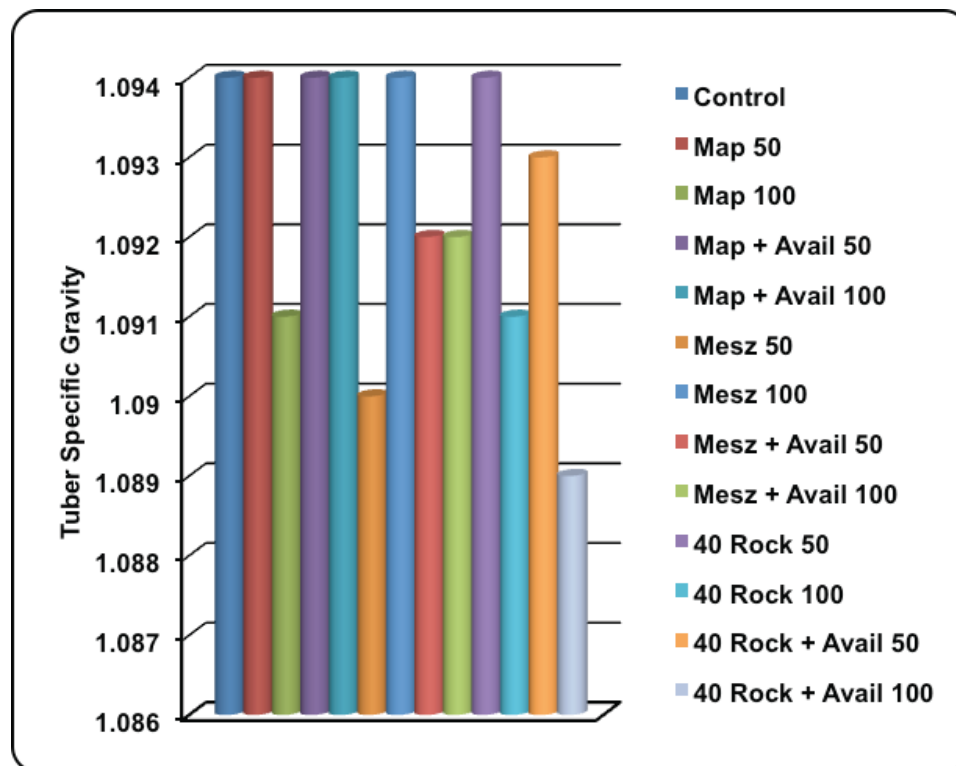 Tuber Specific Gravity
1.094
1.093
1.092
1.091
1.09
1.089
1.088
1.087
1.086
Control
Map 50
Map 100
Map + Avail 50
Map + Avail 100
Mesz 50
Mesz 100
Mesz + Avail 50
Mesz + Avail 100
40 Rock 50
40 Rock 100
40 Rock + Avail 50
40 Rock + Avail 100